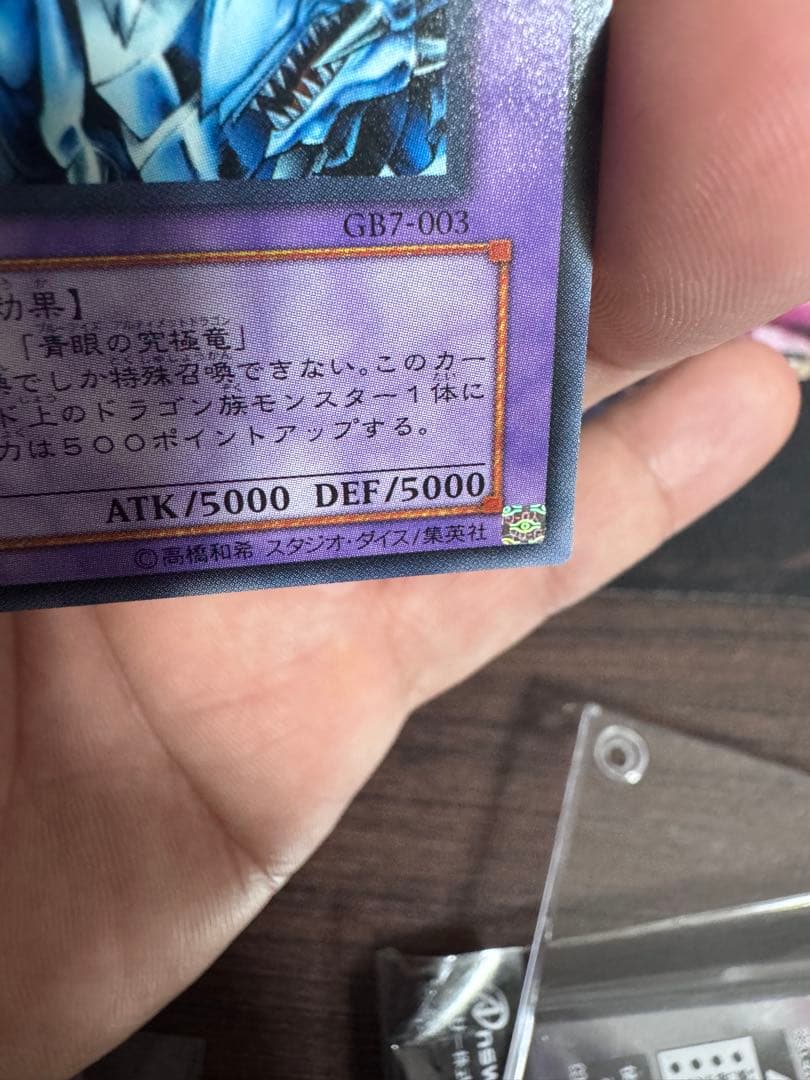 GB7-003
効果】
「青眼の究極竜」
でしか特殊召喚できない。このカー
上のドラゴン族モンスター1体に
力は500ポイントアップする。
ATK/5000 DEF/5000
©高橋和希 スタジオ・ダイス/集英社